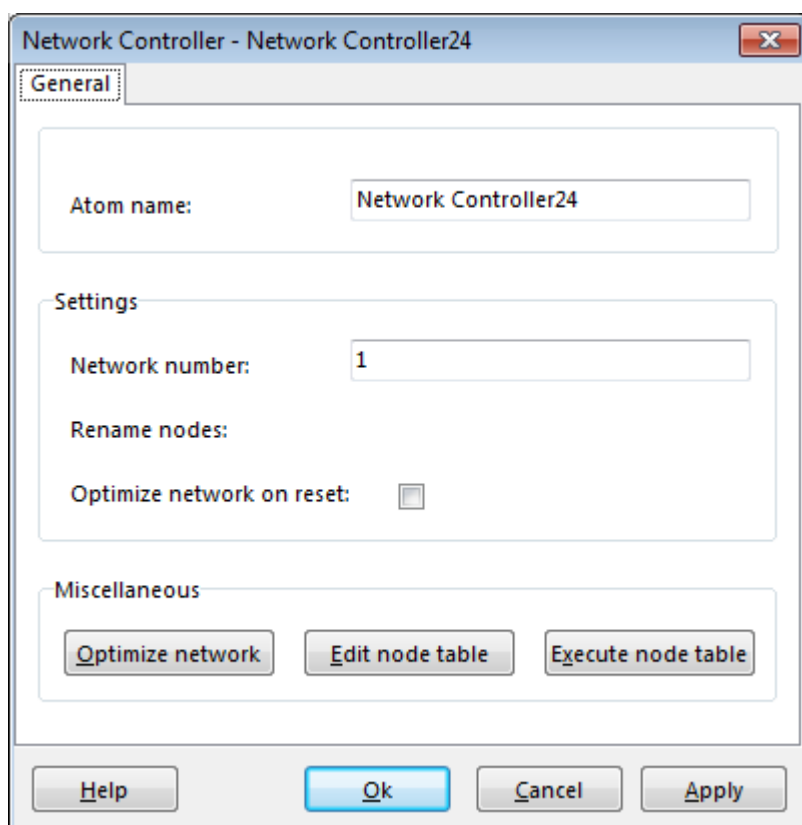 Network Controller - Network Controller24
General
Atom name: Network Controller24
Settings
Network number: 1
Rename nodes:
Optimize network on reset:
Miscellaneous
Optimize network Edit node table Execute node table
Help Ok Cancel Apply